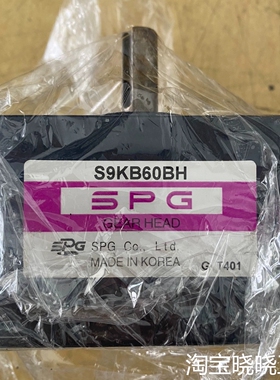 S9KB60BH
SPG
GEAR HEAD
SPG SPG Co., Ltd
MADE IN KOREA
淘宝晓晓